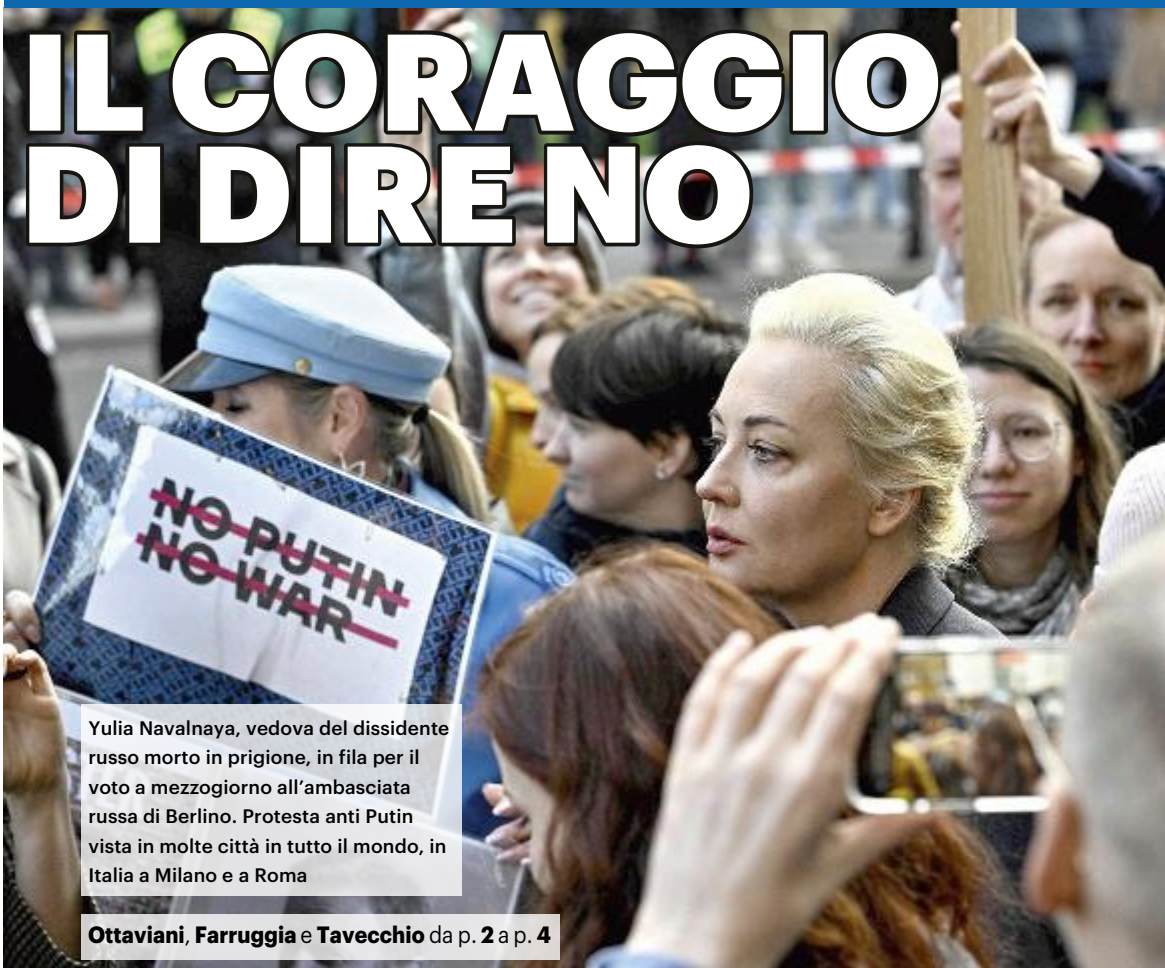 IL CORAGGIO
DI DIRE NO
NO PUTIN
NO WAR
Yulia Navalnaya, vedova del dissidente
russo morto in prigione, in fila per il
voto a mezzogiorno all’ambasciata
russa di Berlino. Protesta anti Putin
vista in molte città in tutto il mondo, in
Italia a Milano e a Roma
Ottaviani, Farruggia e Tavecchio da p. 2 a p. 4